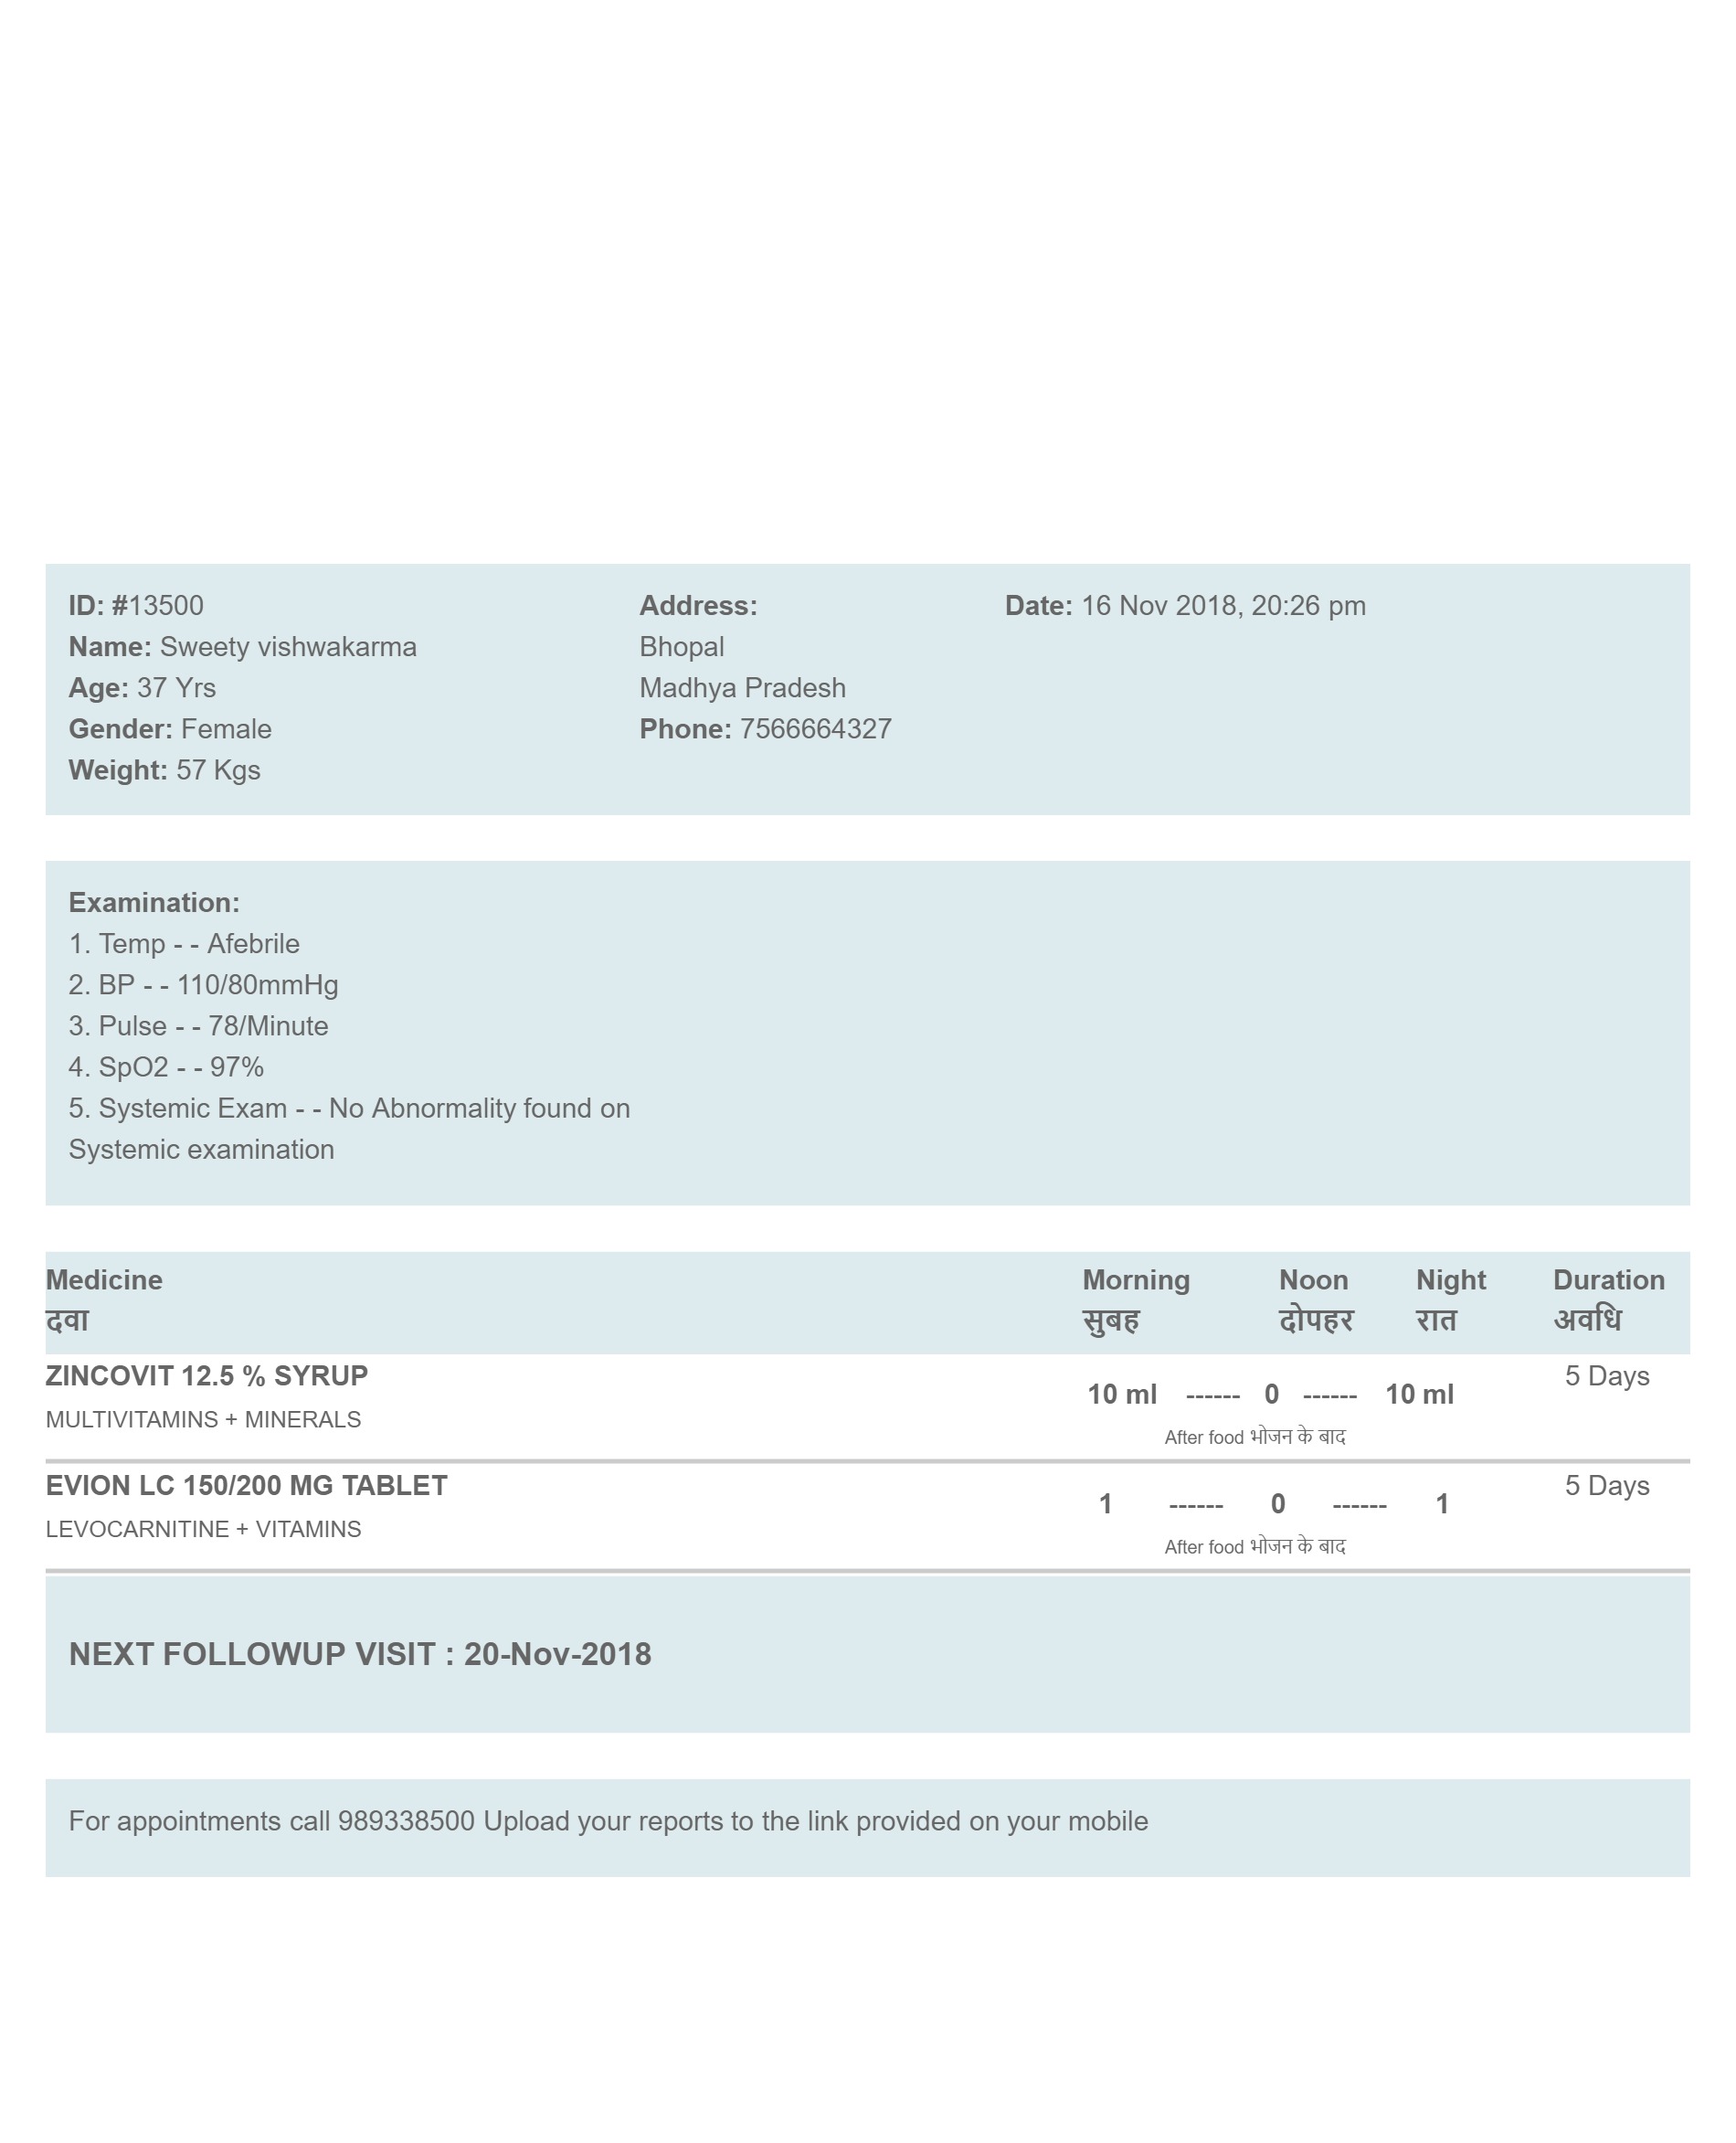 ID: #13500
Name: Sweety vishwakarma
Age: 37 Yrs
Gender: Female
Weight: 57 Kgs
Address:
Bhopal
Madhya Pradesh
Phone: 7566664327
Date: 16 Nov 2018, 20:26 pm
Examination:
1. Temp - - Afebrile
2. BP - - 110/80mmHg
3. Pulse - - 78/Minute
4. SpO2 - - 97%
5. Systemic Exam - - No Abnormality found on
Systemic examination
Medicine Morning Noon Night Duration
दवा सुबह दोपहर रात अवधि
ZINCOVIT 12.5 % SYRUP 5 Days
10 ml ------ 0 ------ 10 ml
MULTIVITAMINS + MINERALS
After food भोजन के बाद
EVION LC 150/200 MG TABLET 5 Days
1 ------ 0 ------ 1
LEVOCARNITINE + VITAMINS
After food भोजन के बाद
NEXT FOLLOWUP VISIT : 20-Nov-2018
For appointments call 989338500 Upload your reports to the link provided on your mobile